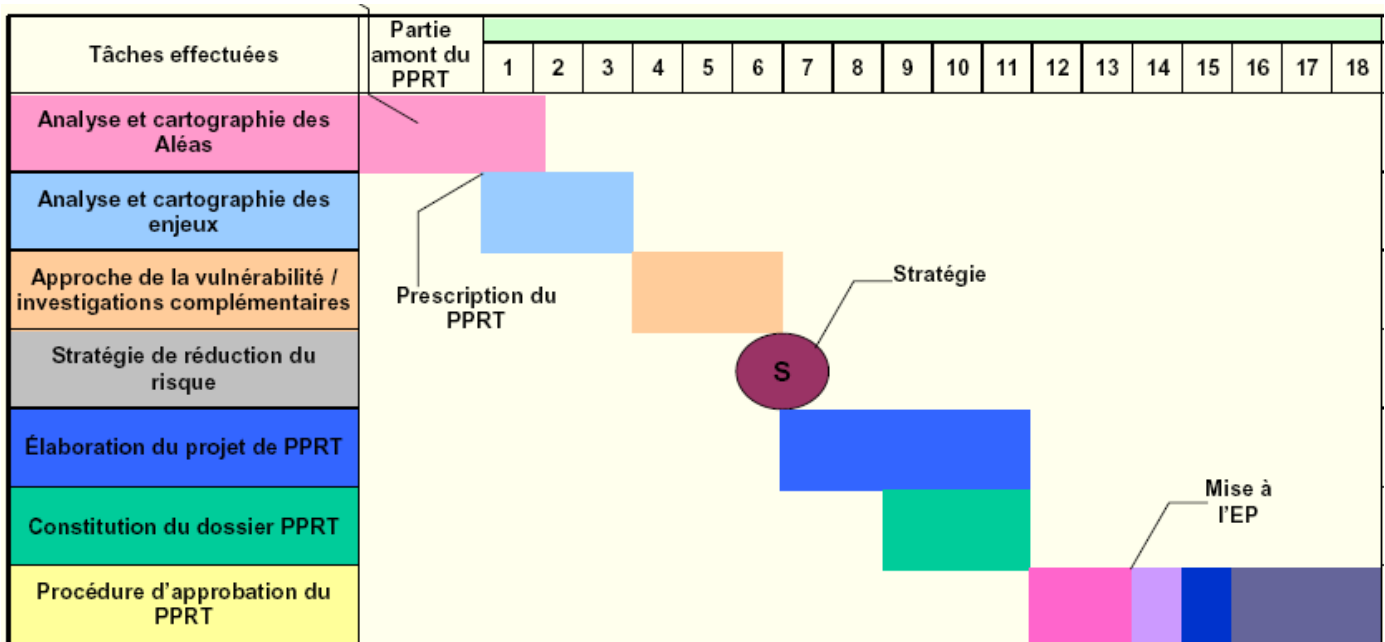 Tâches effectuées
Partie
amont du
PPRT
1 2 3 4 5 6 7 8 9 10 11 12 13 14 15 16 17 18
Analyse et cartographie des
Aléas
Analyse et cartographie des
enjeux
Approche de la vulnérabilité /
investigations complémentaires
Prescription du
PPRT
Stratégie
Stratégie de réduction du
risque
S
Élaboration du projet de PPRT
Constitution du dossier PPRT
Mise à
l'EP
Procédure d'approbation du
PPRT